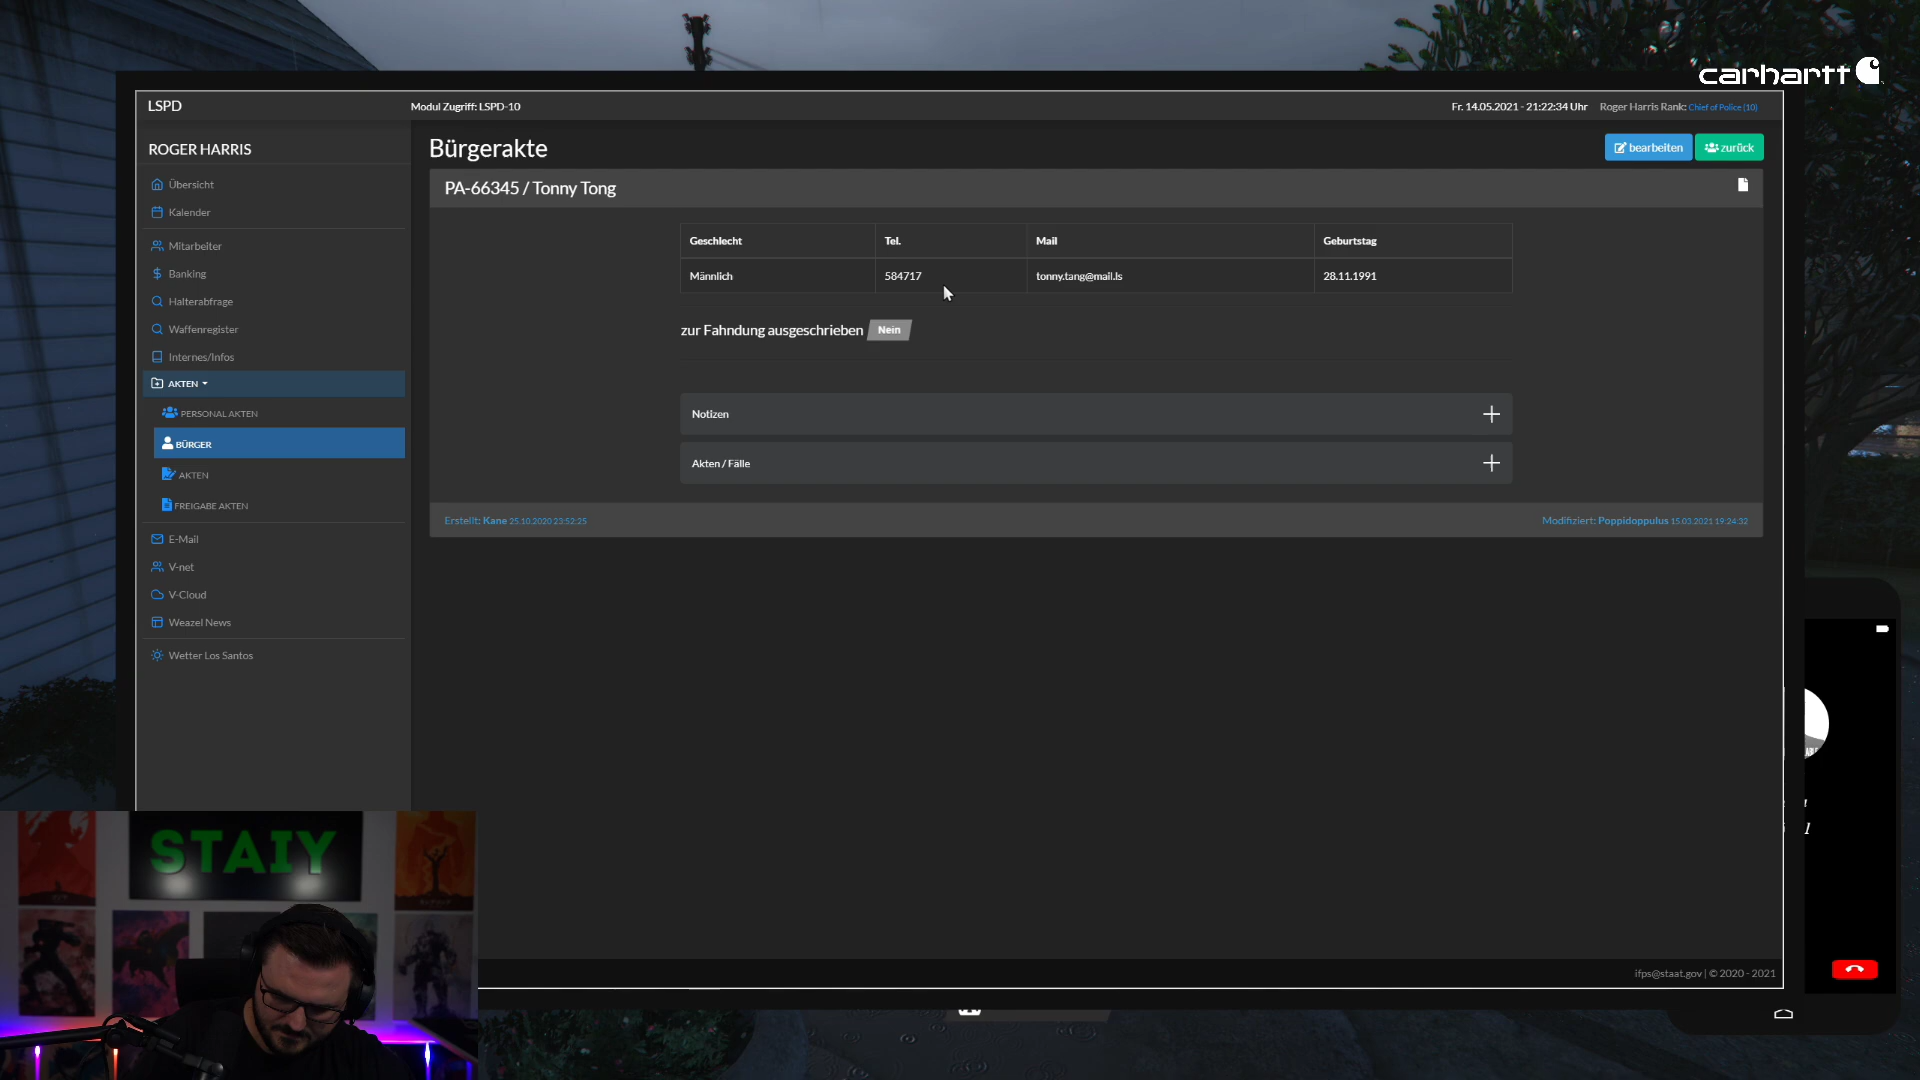 carhartt
LSPD
Modul Zugriff: LSPD-10
Fr. 14.05.2021 - 21:22:34 Uhr
Roger Harris Rank: Chief of Police (10)
ROGER HARRIS
Übersicht
Kalender
Mitarbeiter
Banking
Halterabfrage
Waffenregister
Internes/Infos
AKTEN
PERSONAL AKTEN
BÜRGER
AKTEN
FREIGABE AKTEN
E-Mail
V-net
V-Cloud
Weazel News
Wetter Los Santos
Bürgerakte
bearbeiten
zurück
PA-66345 / Tonny Tong
Geschlecht Tel. Mail Geburtstag
Männlich 584717 tonny.tang@mail.ls 28.11.1991
zur Fahndung ausgeschrieben Nein
Notizen
Akten / Fälle
Erstellt: Kane 25.10.2020 23:52:25
Modifiziert: Poppidoppulus 15.03.2021 19:24:32
STAIY
ifps@staat.gov | © 2020 - 2021